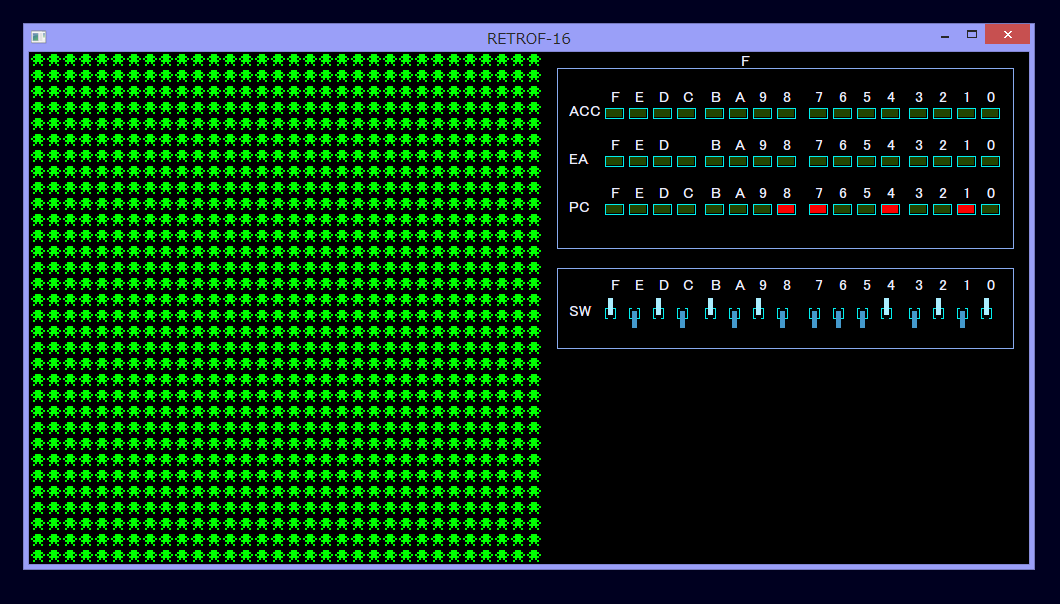 RETROF-16
F
F E D C B A 9 8 7 6 5 4 3 2 1 0
ACC
F E D B A 9 8 7 6 5 4 3 2 1 0
EA
F E D C B A 9 8 7 6 5 4 3 2 1 0
PC
F E D C B A 9 8 7 6 5 4 3 2 1 0
SW